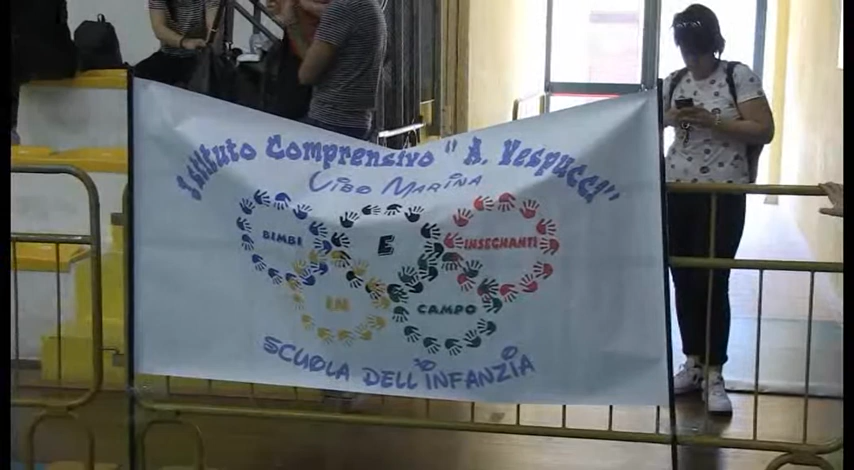 Istituto Comprensivo "A. Vespucci"
Vibo Marina
BIMBI E INSEGNANTI
IN CAMPO
Scuola dell'Infanzia